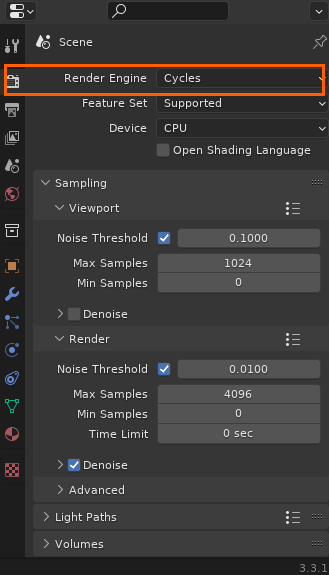 Scene
Render Engine Cycles
Feature Set Supported
Device CPU
Open Shading Language
Sampling
Viewport
Noise Threshold 0.1000
Max Samples 1024
Min Samples 0
Denoise
Render
Noise Threshold 0.0100
Max Samples 4096
Min Samples 0
Time Limit 0 sec
Denoise
Advanced
Light Paths
Volumes
3.3.1